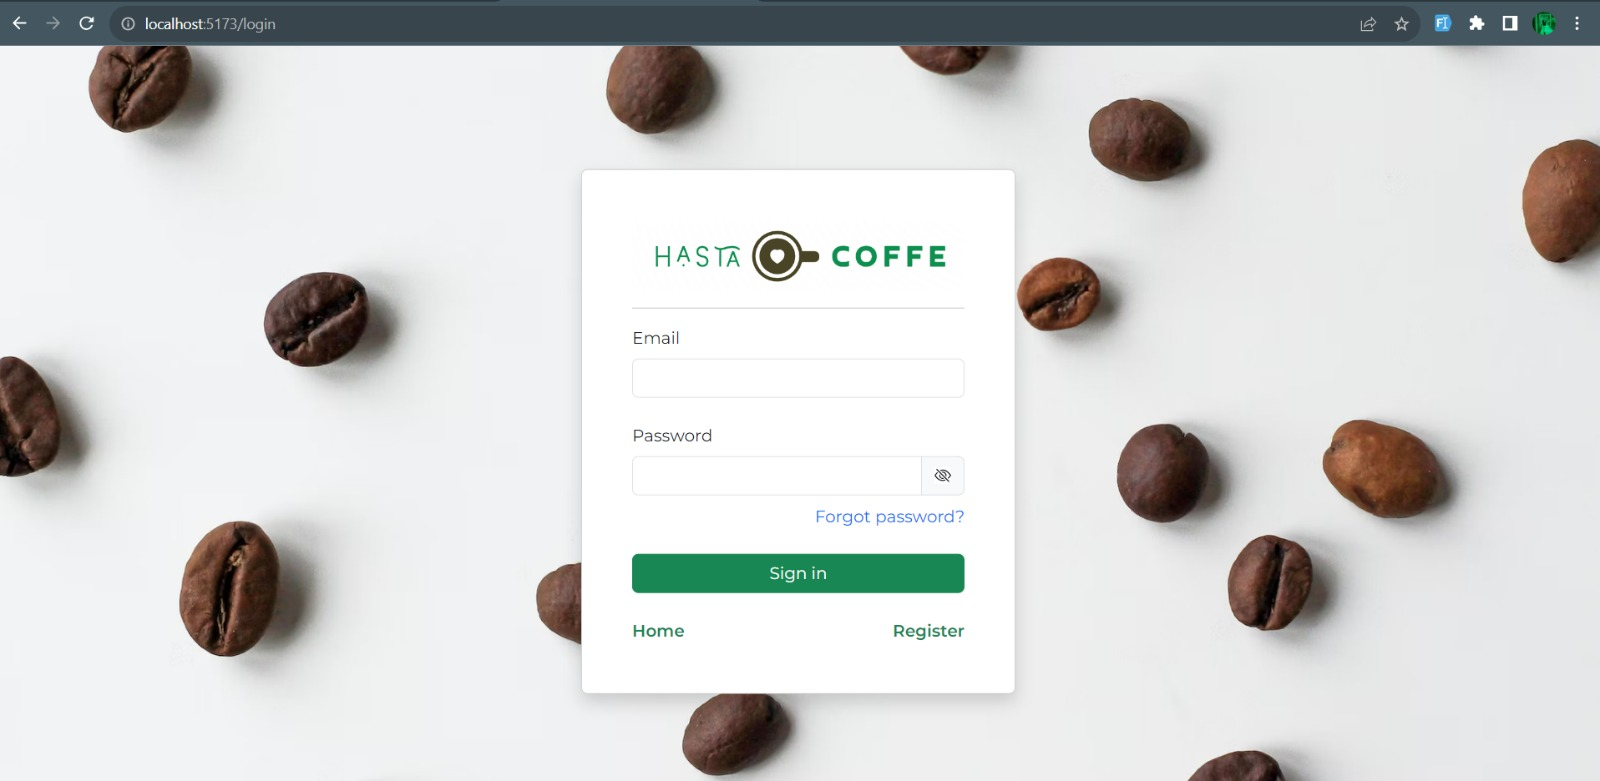 localhost:5173/login
HASTA COFFE
Email
Password
Forgot password?
Sign in
Home Register